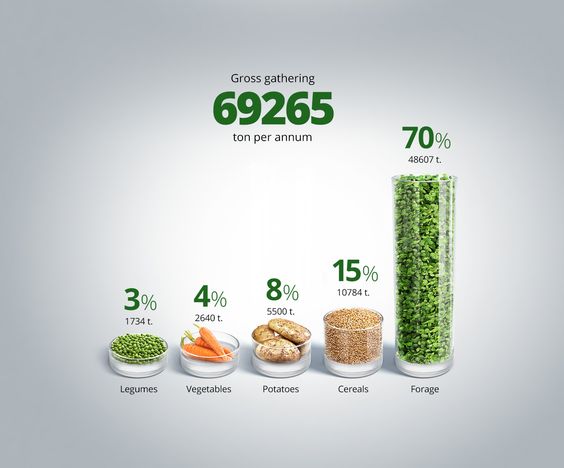 Gross gathering
69265
ton per annum
70%
48607 t.
15%
10784 t.
8%
5500 t.
4%
2640 t.
3%
1734 t.
Legumes
Vegetables
Potatoes
Cereals
Forage